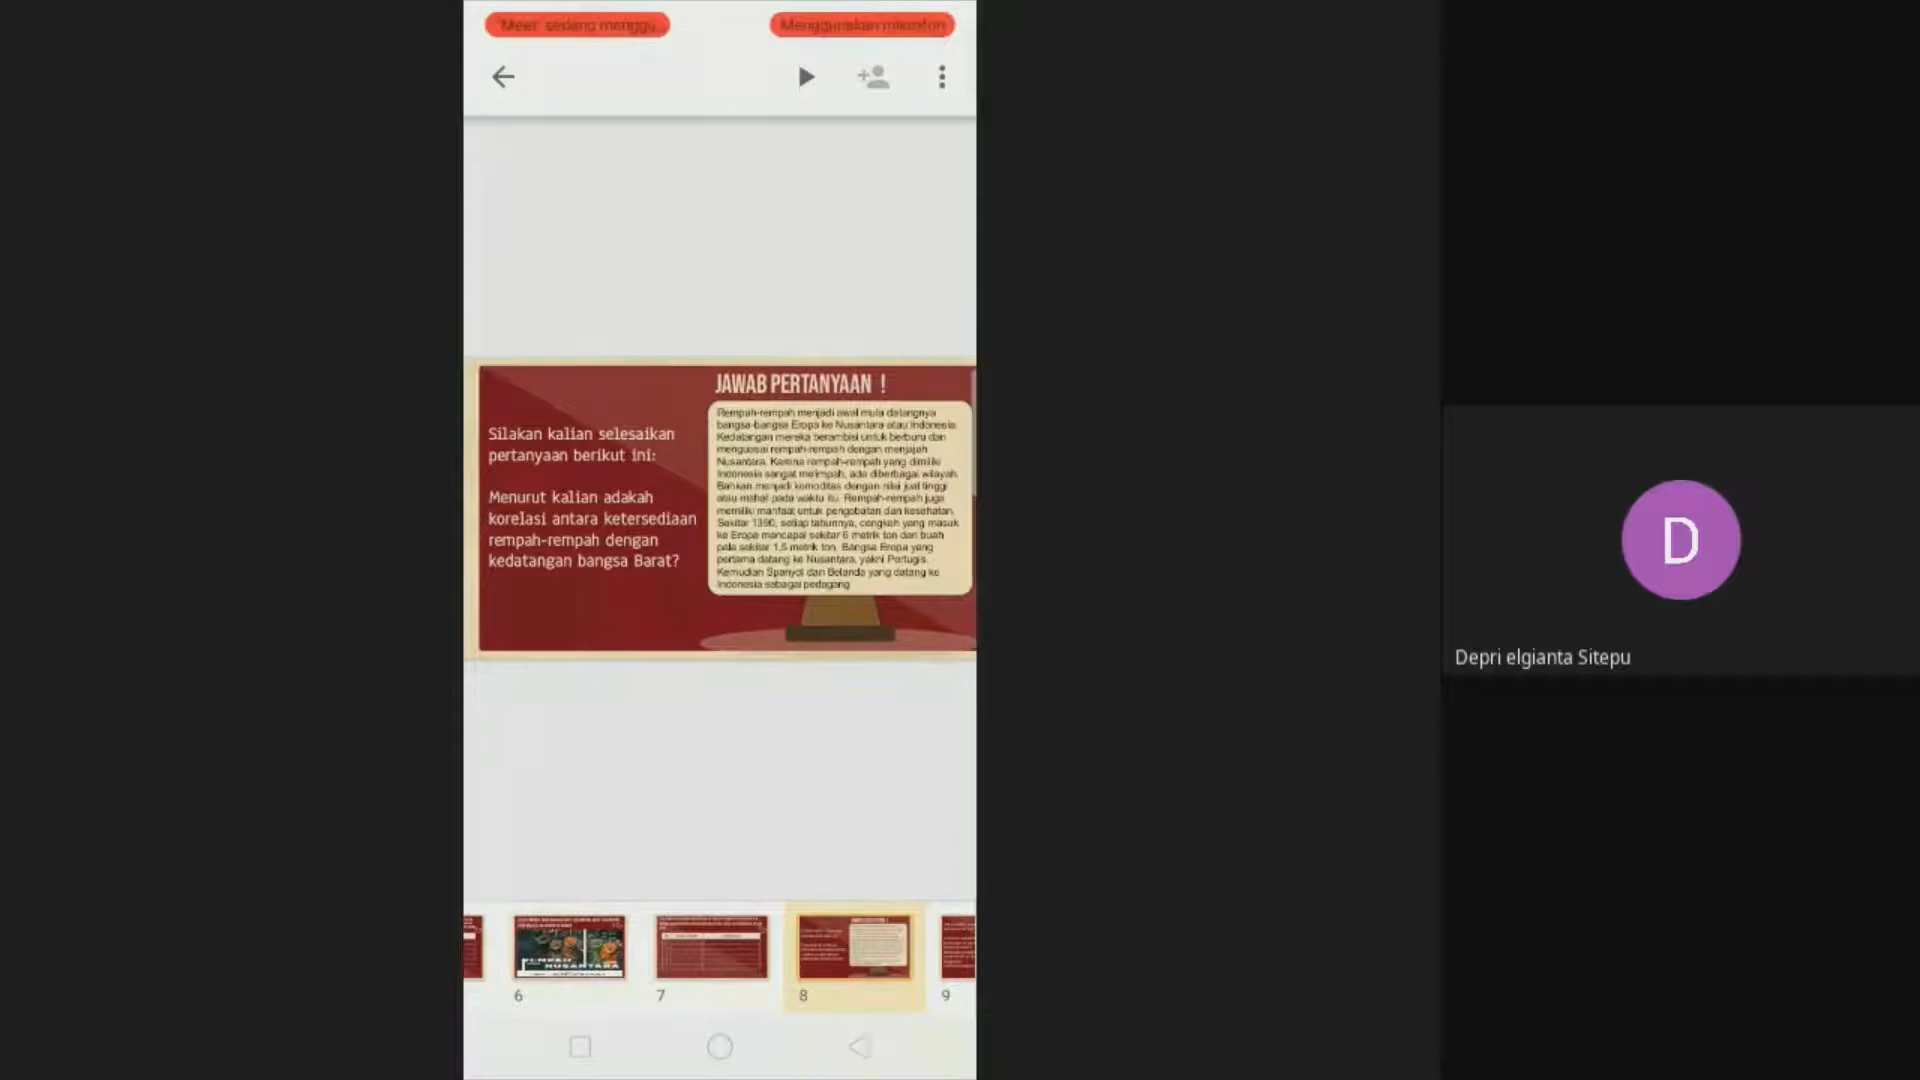 "Meet" sedang menggu...
Menggunakan mikrofon
JAWAB PERTANYAAN !
Silakan kalian selesaikan
pertanyaan berikut ini:
Menurut kalian adakah
korelasi antara ketersediaan
rempah-rempah dengan
kedatangan bangsa Barat?
Rempah-rempah menjadi awal mula datangnya
bangsa-bangsa Eropa ke Nusantara atau Indonesia.
Kedatangan mereka berambisi untuk berburu dan
menguasai rempah-rempah dengan menjajah
Nusantara. Karena rempah-rempah yang dimiliki
Indonesia sangat melimpah, ada diberbagai wilayah.
Bahkan menjadi komoditas dengan nilai jual tinggi
atau mahal pada waktu itu. Rempah-rempah juga
memiliki manfaat untuk pengobatan dan kesehatan.
Sekitar 1390, setiap tahunnya, cengkeh yang masuk
ke Eropa mencapai sekitar 6 metrik ton dan buah
pala sekitar 1,5 metrik ton. Bangsa Eropa yang
pertama datang ke Nusantara, yakni Portugis.
Kemudian Spanyol dan Belanda yang datang ke
Indonesia sebagai pedagang
NUSANTARA
6
7
8
9
D
Depri elgianta Sitepu